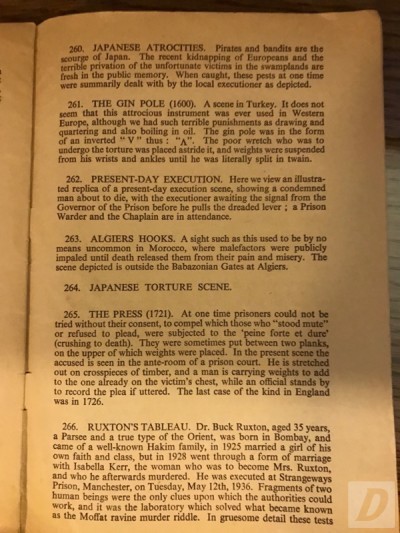 260. JAPANESE ATROCITIES. Pirates and bandits are the
scourge of Japan. The recent kidnapping of Europeans and the
terrible privation of the unfortunate victims in the swamplands are
fresh in the public memory. When caught, these pests at one time
were summarily dealt with by the local executioner as depicted.
261. THE GIN POLE (1600). A scene in Turkey. It does not
seem that this attrocious instrument was ever used in Western
Europe, although we had such terrible punishments as drawing and
quartering and also boiling in oil. The gin pole was in the form
of an inverted "V" thus : "A". The poor wretch who was to
undergo the torture was placed astride it, and weights were suspended
from his wrists and ankles until he was literally split in twain.
262. PRESENT-DAY EXECUTION. Here we view an illustra-
ted replica of a present-day execution scene, showing a condemned
man about to die, with the executioner awaiting the signal from the
Governor of the Prison before he pulls the dreaded lever ; a Prison
Warder and the Chaplain are in attendance.
263. ALGIERS HOOKS. A sight such as this used to be by no
means uncommon in Morocco, where malefactors were publicly
impaled until death released them from their pain and misery. The
scene depicted is outside the Babazonian Gates at Algiers.
264. JAPANESE TORTURE SCENE.
265. THE PRESS (1721). At one time prisoners could not be
tried without their consent, to compel which those who "stood mute"
or refused to plead, were subjected to the 'peine forte et dure'
(crushing to death). They were sometimes put between two planks,
on the upper of which weights were placed. In the present scene the
accused is seen in the ante-room of a prison court. He is stretched
out on crosspieces of timber, and a man is carrying weights to add
to the one already on the victim's chest, while an official stands by
to record the plea if uttered. The last case of the kind in England
was in 1726.
266. RUXTON'S TABLEAU. Dr. Buck Ruxton, aged 35 years,
a Parsee and a true type of the Orient, was born in Bombay, and
came of a well-known Hakim family, in 1925 married a girl of his
own faith and class, but in 1928 went through a form of marriage
with Isabella Kerr, the woman who was to become Mrs. Ruxton,
and who he afterwards murdered. He was executed at Strangeways
Prison, Manchester, on Tuesday, May 12th, 1936. Fragments of two
human beings were the only clues upon which the authorities could
work, and it was the laboratory which solved what became known
as the Moffat ravine murder riddle. In gruesome detail these tests
D